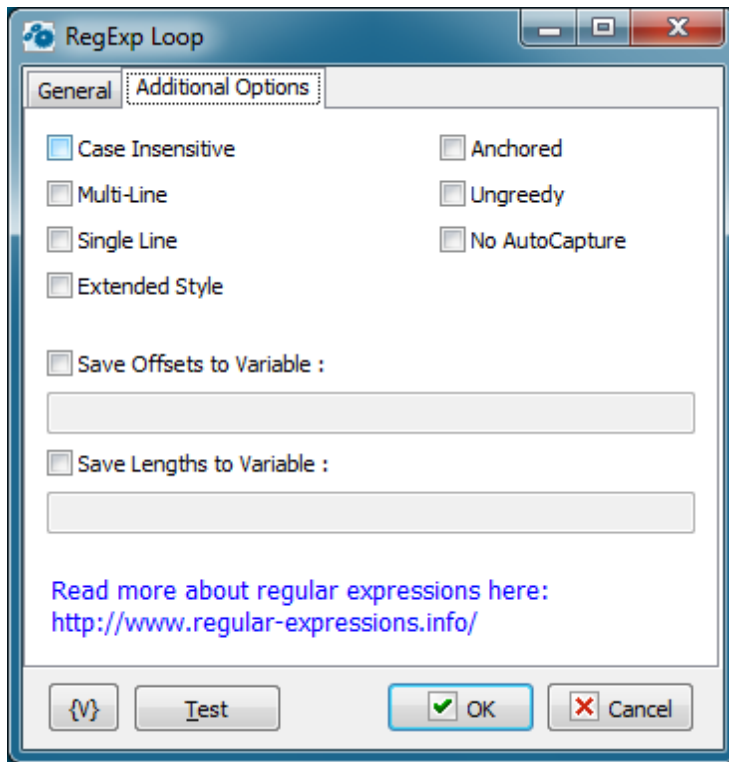 RegExp Loop
General Additional Options
Case Insensitive Anchored
Multi-Line Ungreedy
Single Line No AutoCapture
Extended Style
Save Offsets to Variable :
Save Lengths to Variable :
Read more about regular expressions here:
http://www.regular-expressions.info/
{V} Test OK Cancel